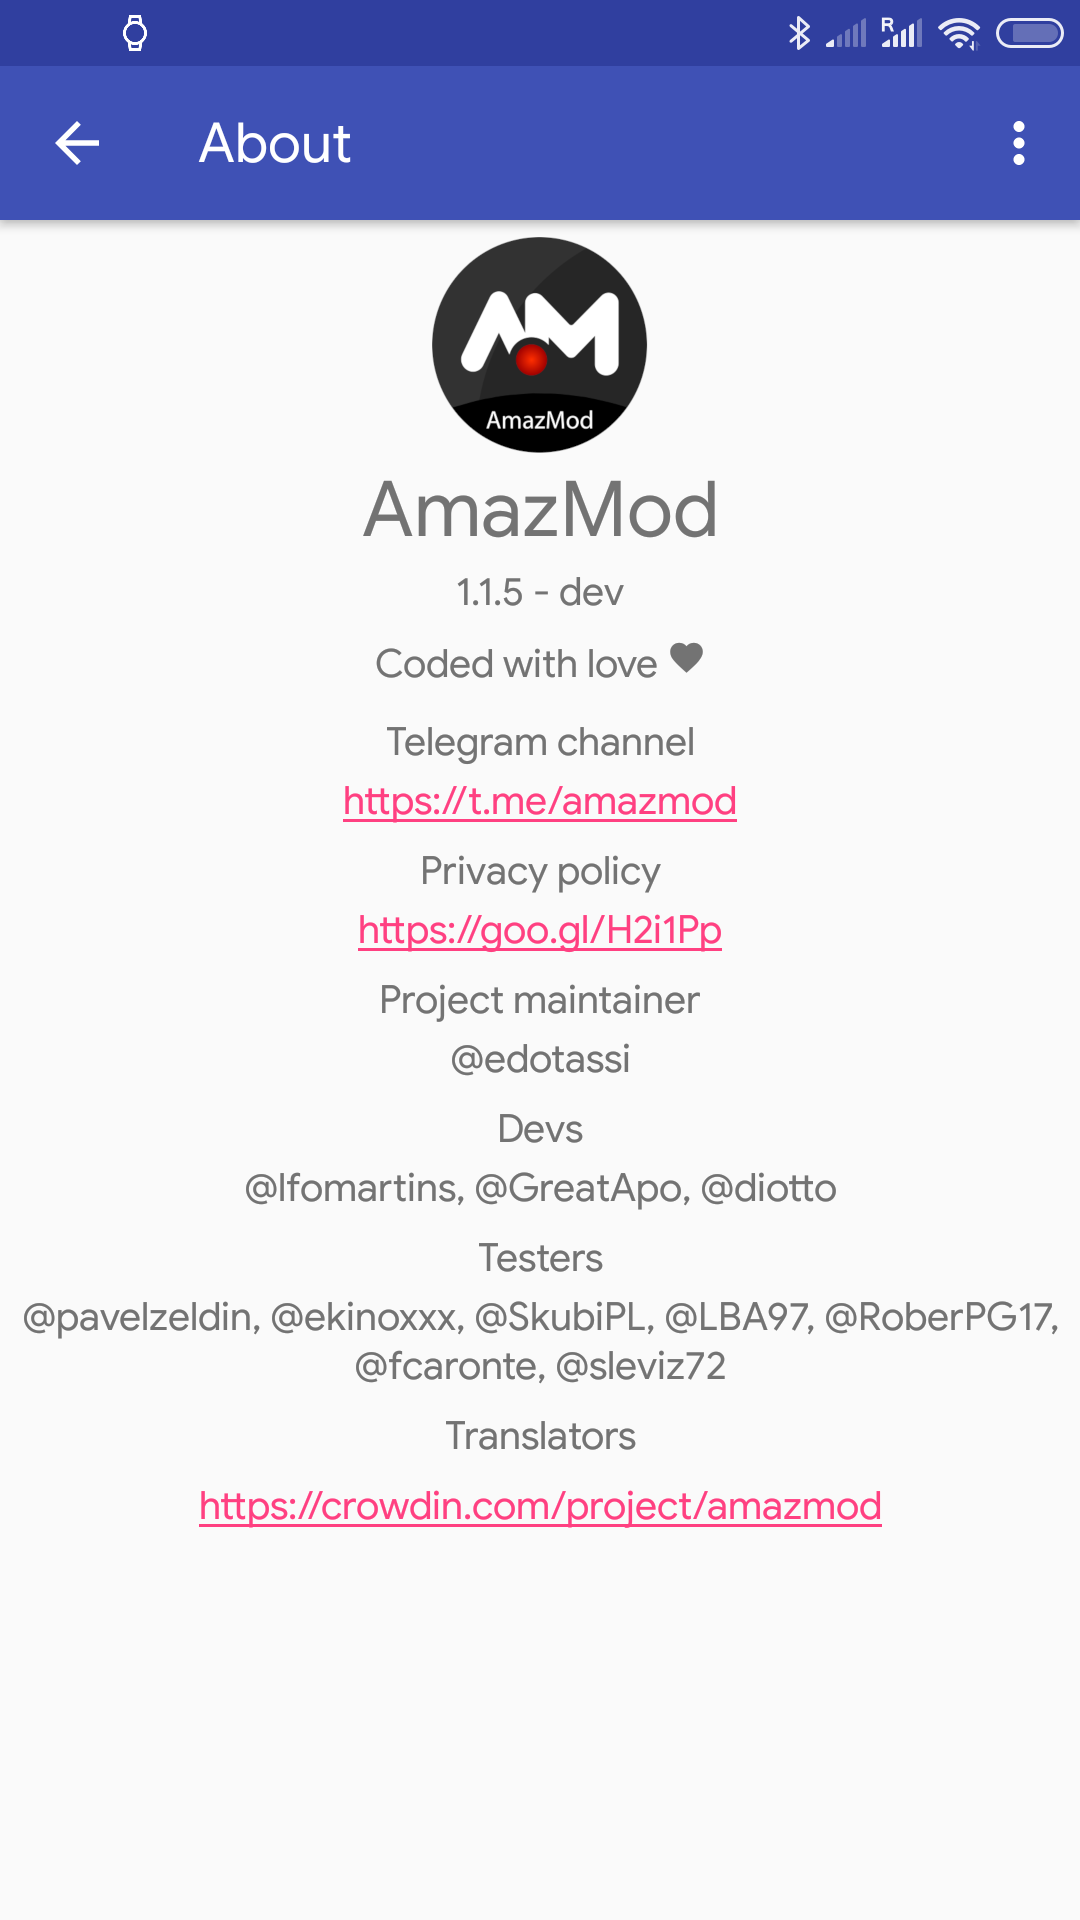 R
About
AM
AmazMod
AmazMod
1.1.5 - dev
Coded with love ♥
Telegram channel
https://t.me/amazmod
Privacy policy
https://goo.gl/H2i1Pp
Project maintainer
@edotassi
Devs
@lfomartins, @GreatApo, @diotto
Testers
@pavelzeldin, @ekinoxxx, @SkubiPL, @LBA97, @RoberPG17,
@fcaronte, @sleviz72
Translators
https://crowdin.com/project/amazmod